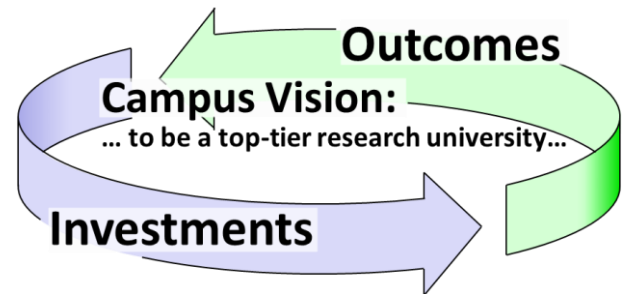 Outcomes
Campus Vision:
... to be a top-tier research university...
Investments